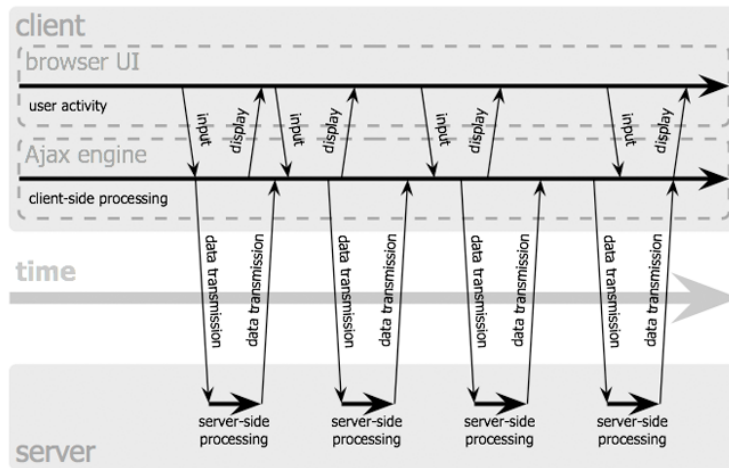 client
browser UI
user activity
input
display
input
display
input
display
input
display
Ajax engine
client-side processing
data transmission
data transmission
data transmission
data transmission
data transmission
data transmission
data transmission
data transmission
time
server-side
processing
server-side
processing
server-side
processing
server-side
processing
server